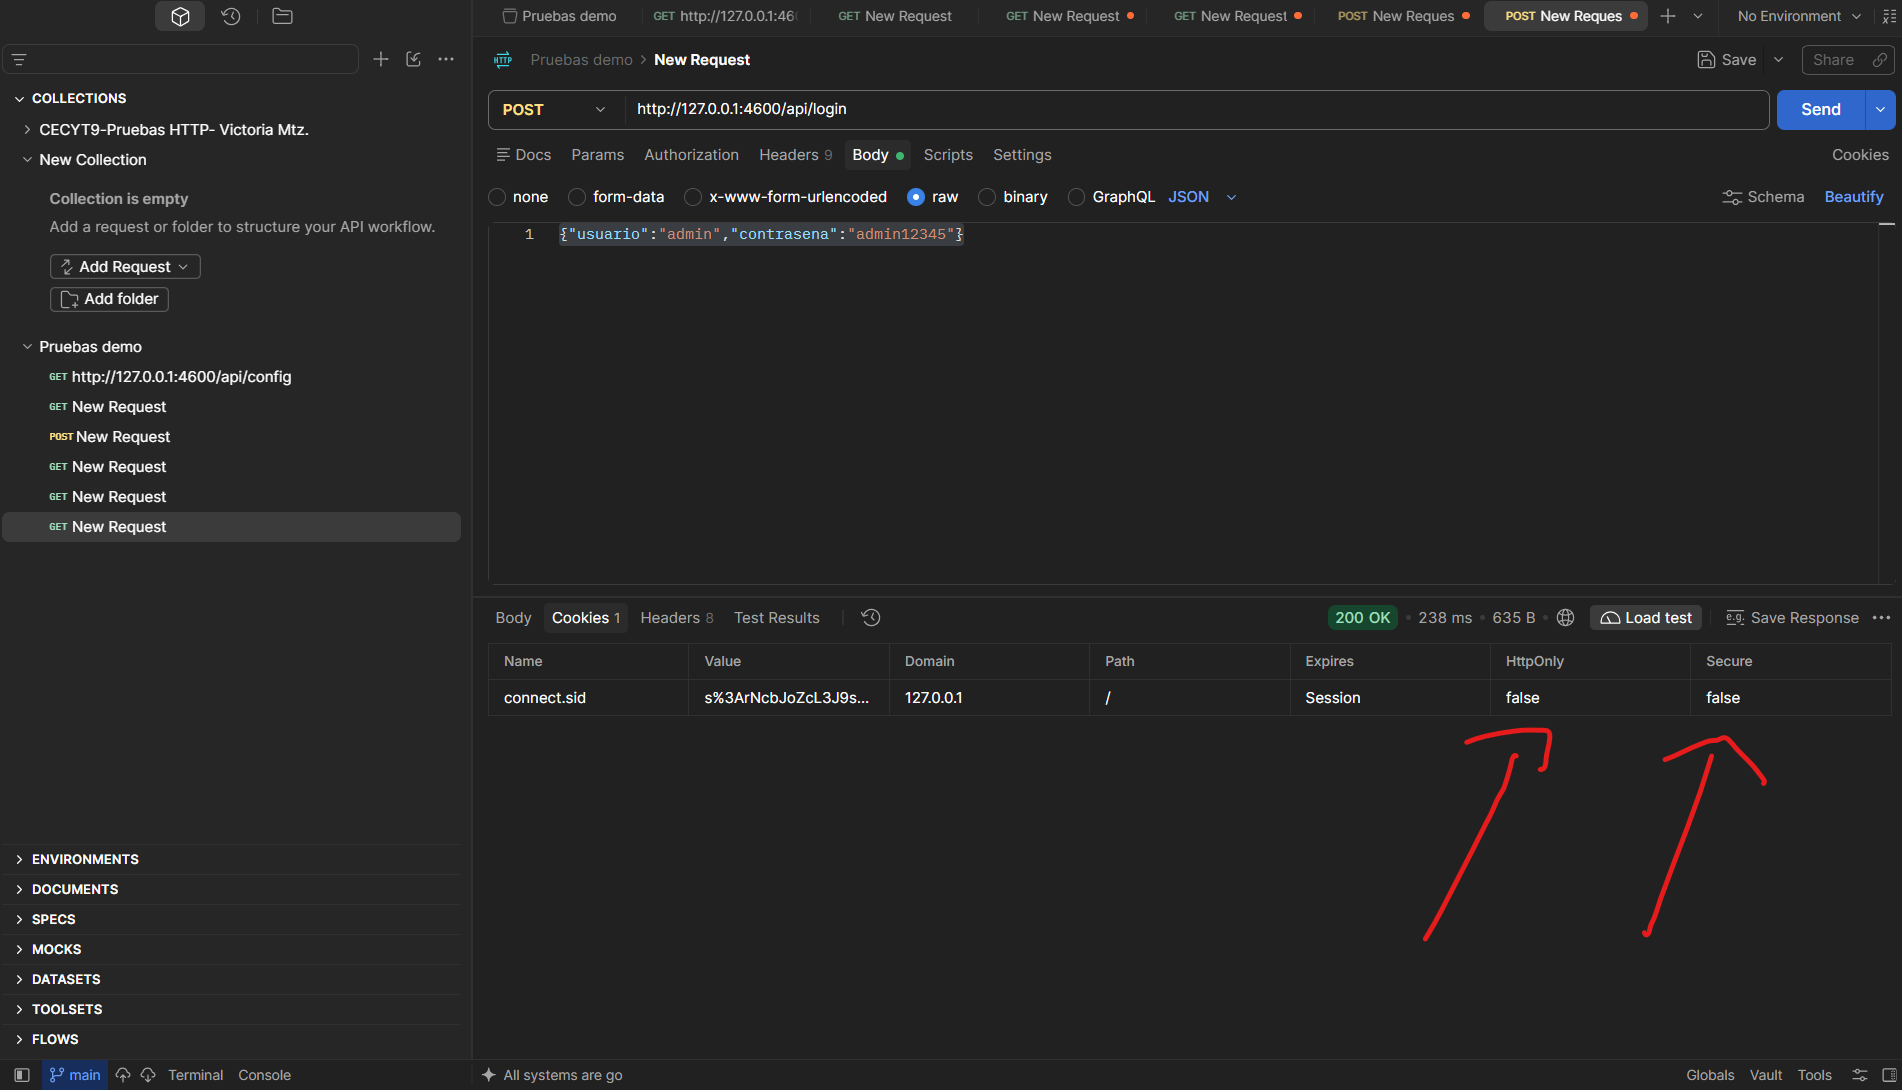 Pruebas demo
GET http://127.0.0.1:46
GET New Request
GET New Request
GET New Request
POST New Reques
POST New Reques
No Environment
HTTP
Pruebas demo > New Request
Save
Share
COLLECTIONS
CECYT9-Pruebas HTTP- Victoria Mtz.
New Collection
Collection is empty
Add a request or folder to structure your API workflow.
Add Request
Add folder
Pruebas demo
GET http://127.0.0.1:4600/api/config
GET New Request
POST New Request
GET New Request
GET New Request
GET New Request
ENVIRONMENTS
DOCUMENTS
SPECS
MOCKS
DATASETS
TOOLSETS
FLOWS
POST http://127.0.0.1:4600/api/login
Send
Docs Params Authorization Headers 9 Body Scripts Settings Cookies
none form-data x-www-form-urlencoded raw binary GraphQL JSON Schema Beautify
1 {"usuario":"admin","contrasena":"admin12345"}
Body Cookies 1 Headers 8 Test Results 200 OK • 238 ms • 635 B • Load test e.g. Save Response
Name Value Domain Path Expires HttpOnly Secure
connect.sid s%3ArNcbJoZcL3J9s... 127.0.0.1 / Session false false
main Terminal Console All systems are go Globals Vault Tools